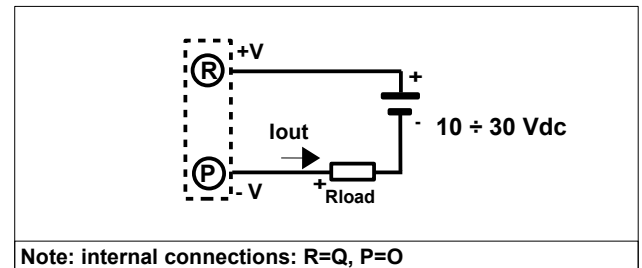 +V
R
+
- 10 ÷ 30 Vdc
Iout
P
- V
+
Rload
Note: internal connections: R=Q, P=O